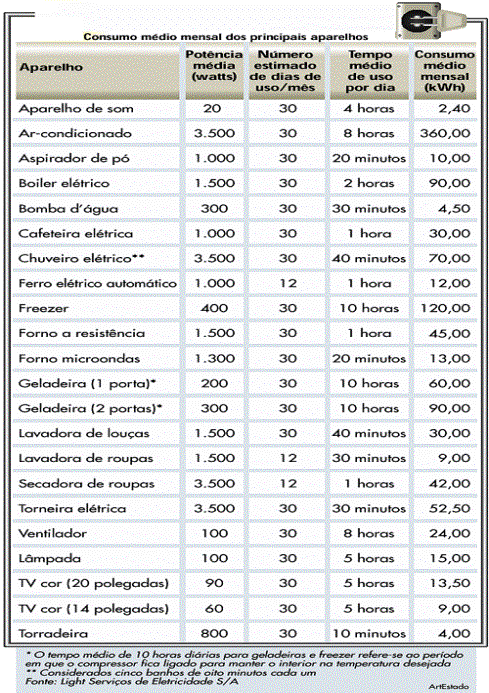 Consumo médio mensal dos principais aparelhos
Aparelho Potência média (watts) Número estimado de dias de uso/mês Tempo médio de uso por dia Consumo médio mensal (kWh)
Aparelho de som 20 30 4 horas 2,40
Ar-condicionado 3.500 30 8 horas 360,00
Aspirador de pó 1.000 30 20 minutos 10,00
Boiler elétrico 1.500 30 2 horas 90,00
Bomba d'água 300 30 30 minutos 4,50
Cafeteira elétrica 1.000 30 1 hora 30,00
Chuveiro elétrico** 3.500 30 40 minutos 70,00
Ferro elétrico automático 1.000 12 1 hora 12,00
Freezer 400 30 10 horas 120,00
Forno a resistência 1.500 30 1 hora 45,00
Forno microondas 1.300 30 20 minutos 13,00
Geladeira (1 porta)* 200 30 10 horas 60,00
Geladeira (2 portas)* 300 30 10 horas 90,00
Lavadora de louças 1.500 30 40 minutos 30,00
Lavadora de roupas 1.500 12 30 minutos 9,00
Secadora de roupas 3.500 12 1 horas 42,00
Torneira elétrica 3.500 30 30 minutos 52,50
Ventilador 100 30 8 horas 24,00
Lâmpada 100 30 5 horas 15,00
TV cor (20 polegadas) 90 30 5 horas 13,50
TV cor (14 polegadas) 60 30 5 horas 9,00
Torradeira 800 30 10 minutos 4,00
* O tempo médio de 10 horas diárias para geladeiras e freezer refere-se ao período
em que o compressor fica ligado para manter o interior na temperatura desejada
** Considerados cinco banhos de oito minutos cada um
Fonte: Light Serviços de Eletricidade S/A
ArtEstado